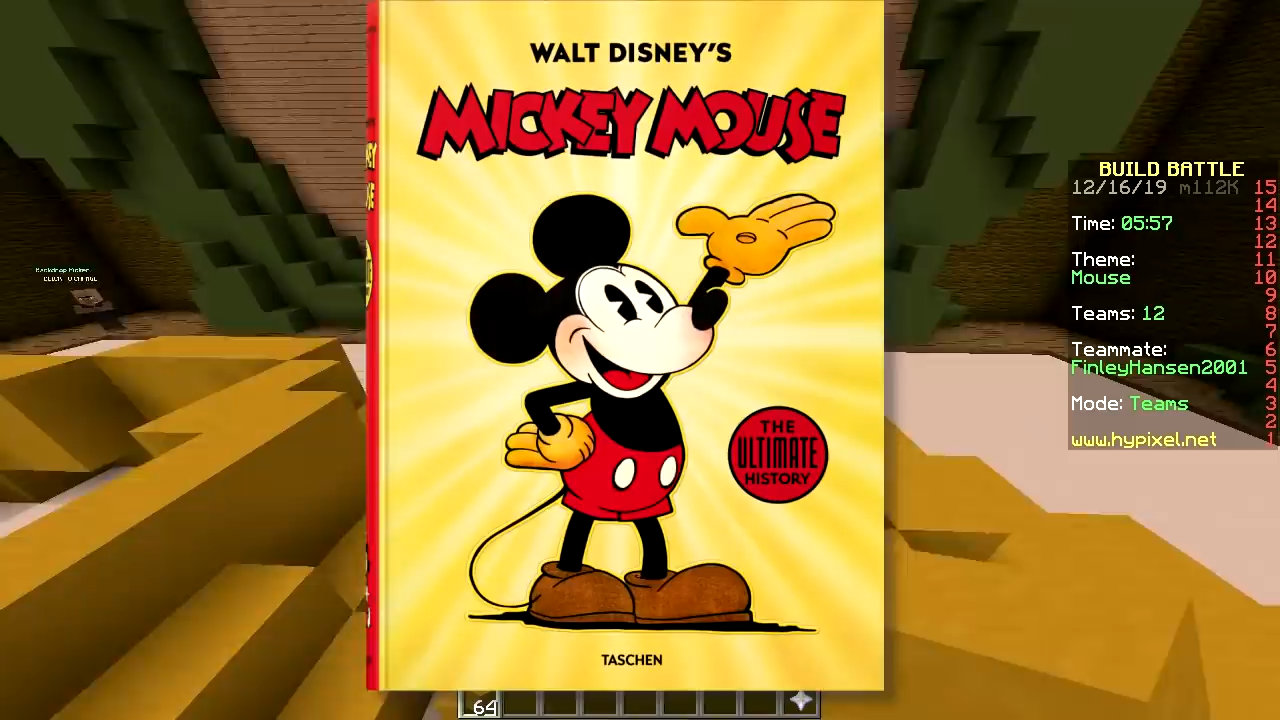 WALT DISNEY'S
MICKEY MOUSE
THE
ULTIMATE
HISTORY
TASCHEN
BUILD BATTLE
12/16/19 m112K 15
14
Time: 05:57 13
12
Theme: 11
Mouse 10
9
Teams: 12 8
7
Teammate: 6
FinleyHansen2001 5
4
Mode: Teams 3
2
www.hypixel.net 1
64